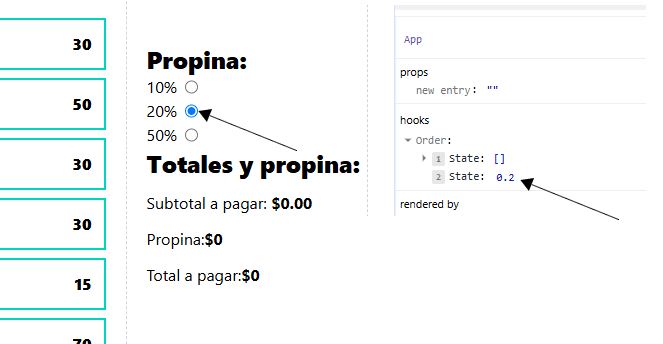 30
50
30
30
15
70
Propina:
10%
20%
50%
Totales y propina:
Subtotal a pagar: $0.00
Propina:$0
Total a pagar:$0
App
props
new entry: ""
hooks
Order:
1 State: []
2 State: 0.2
rendered by